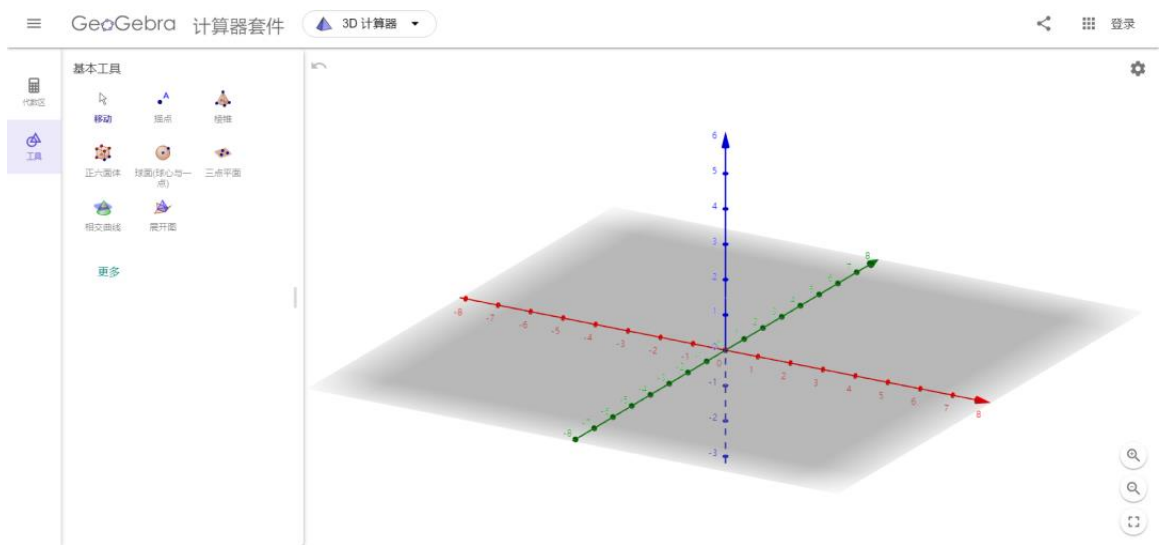 GeoGebra 计算器套件
3D 计算器
登录
基本工具
代数区
移动
描点
棱锥
工具
正六面体
球面(球心与一点)
三点平面
相交曲线
展开图
更多
6
5
4
3
2
1
0
-1
-2
-3
-8
-7
-6
-5
-4
-3
-2
-1
0
1
2
3
4
5
6
7
8
-8
8